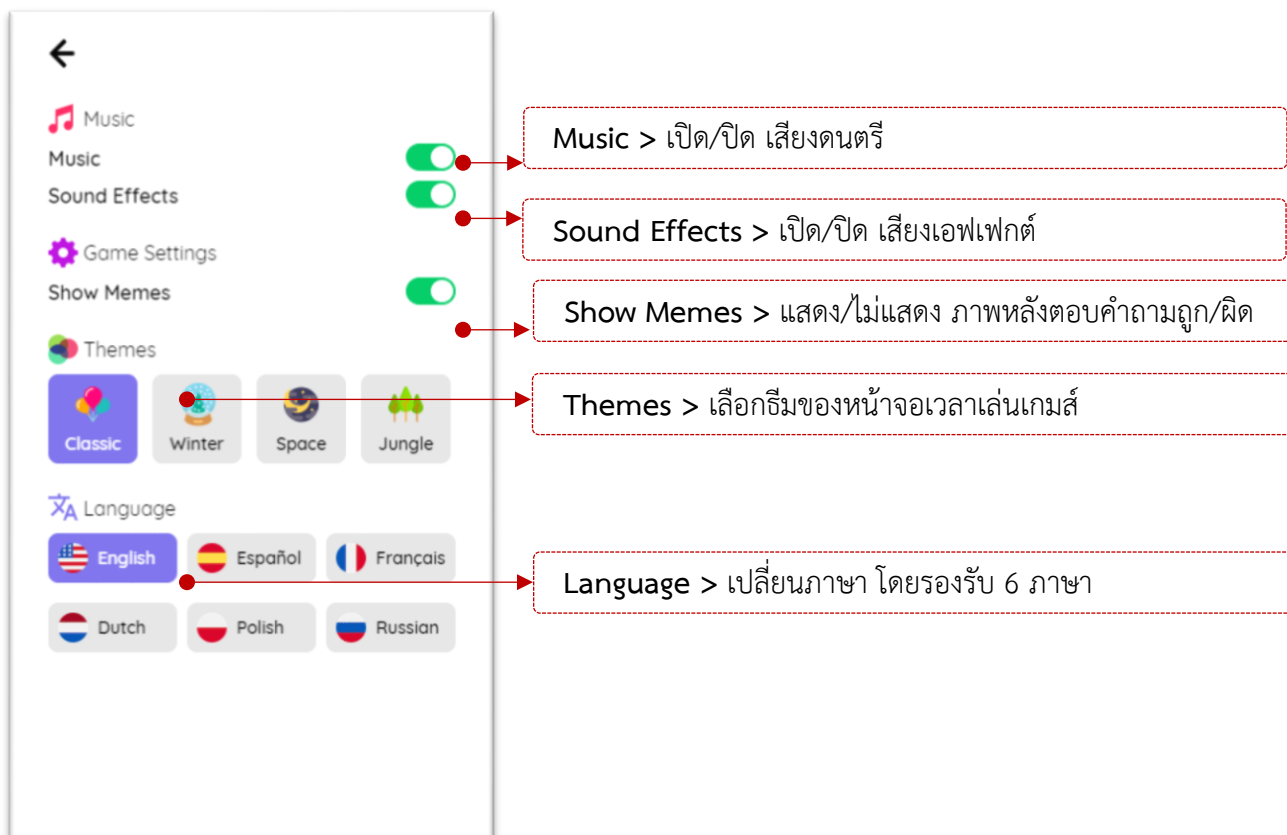 Music
Music
Sound Effects
Game Settings
Show Memes
Themes
Classic
Winter
Space
Jungle
Language
English
Español
Français
Dutch
Polish
Russian
Music > เปิด/ปิด เสียงดนตรี
Sound Effects > เปิด/ปิด เสียงเอฟเฟกต์
Show Memes > แสดง/ไม่แสดง ภาพหลังตอบคำถามถูก/ผิด
Themes > เลือกธีมของหน้าจอเวลาเล่นเกมส์
Language > เปลี่ยนภาษา โดยรองรับ 6 ภาษา